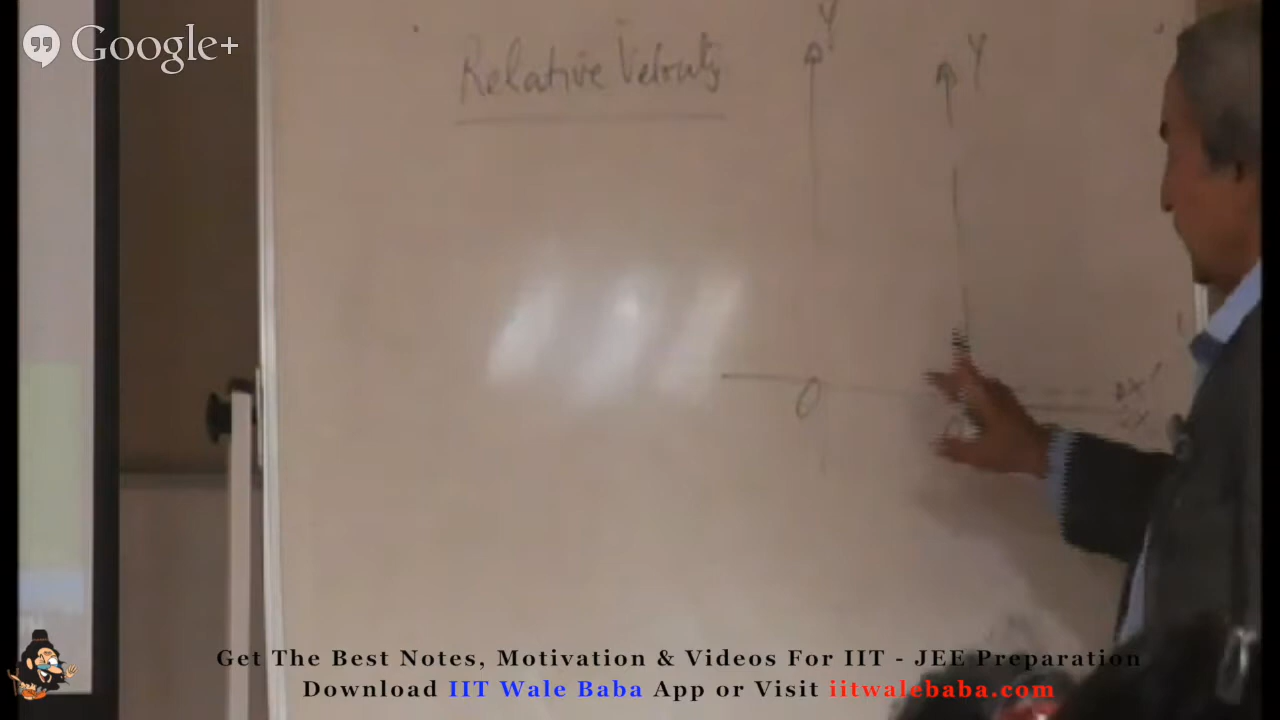 Google+
Relative Velocity
Y
Y
O
X
Get The Best Notes, Motivation & Videos For IIT - JEE Preparation
Download IIT Wale Baba App or Visit iitwalebaba.com